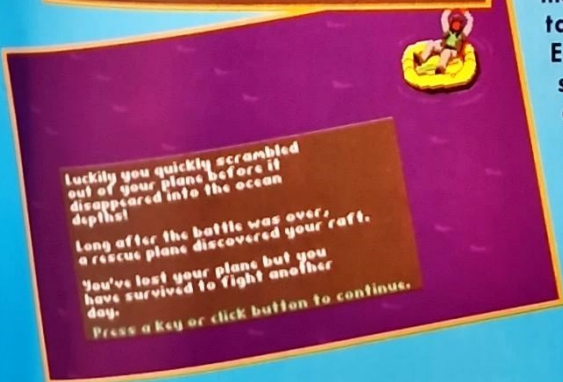 Luckily you quickly scrambled
out of your plane before it
disappeared into the ocean
depths!
Long after the battle was over,
a rescue plane discovered your raft.
You've lost your plane but you
have survived to fight another
day.
Press a key or click button to continue.
to
E
s